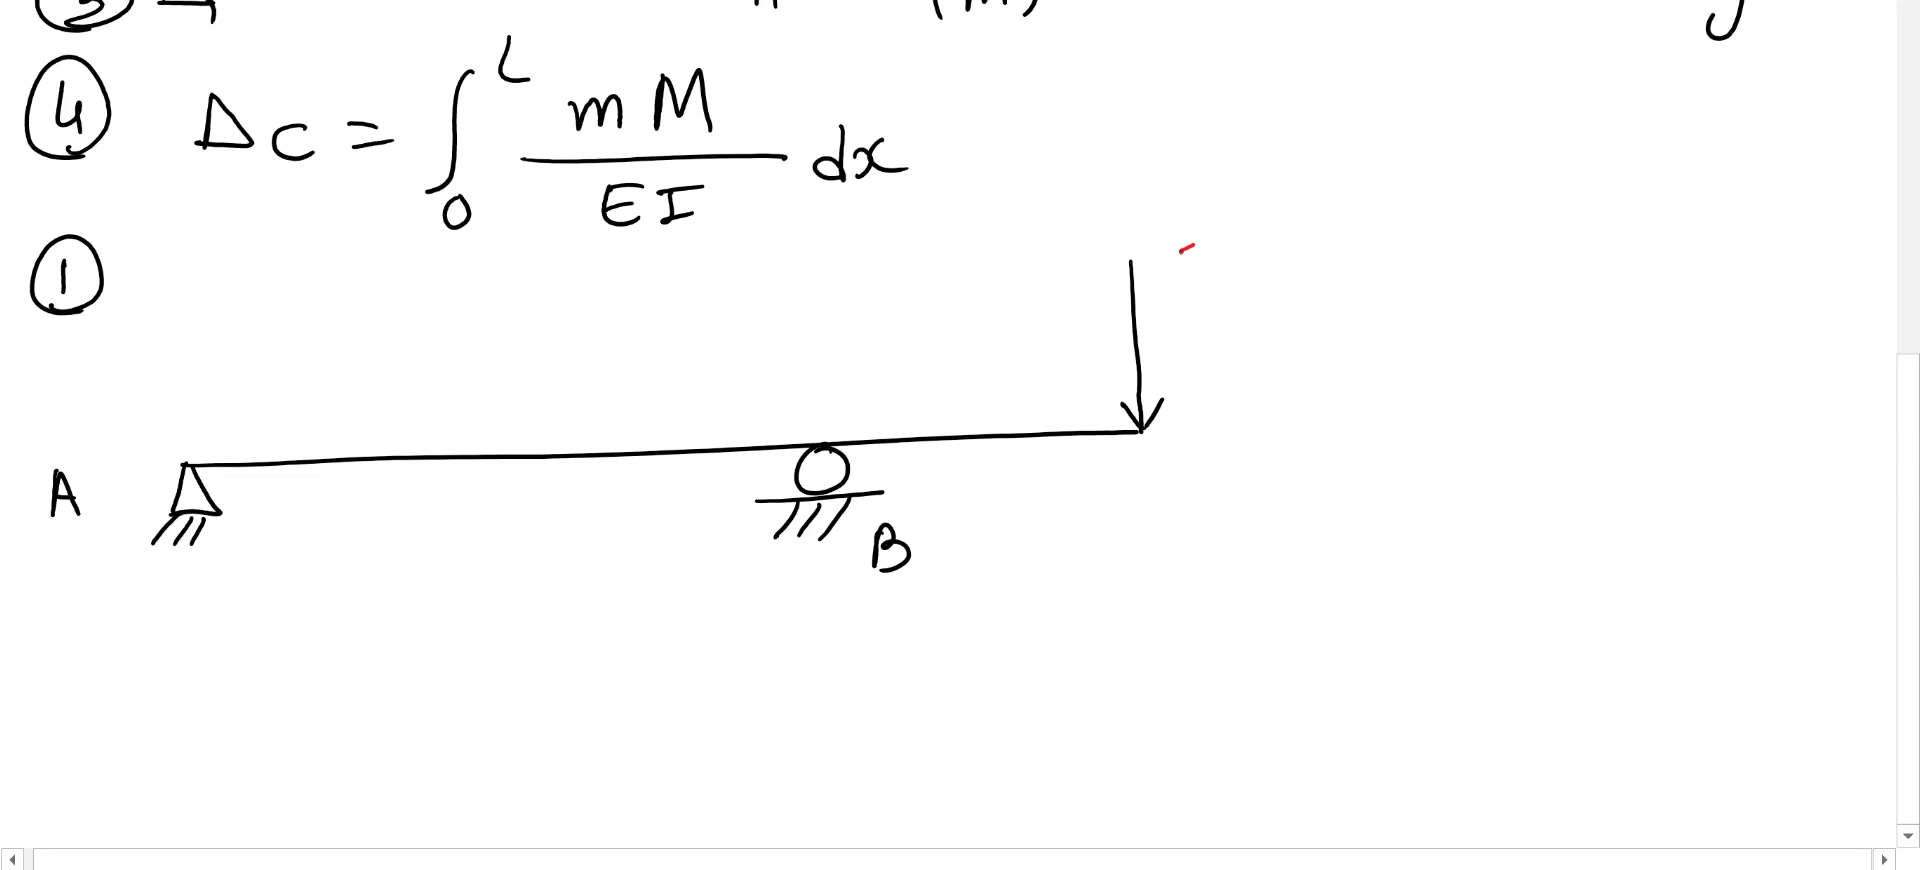 ④ Δc = ∫₀ᴸ mM/EI dx
①
A
B